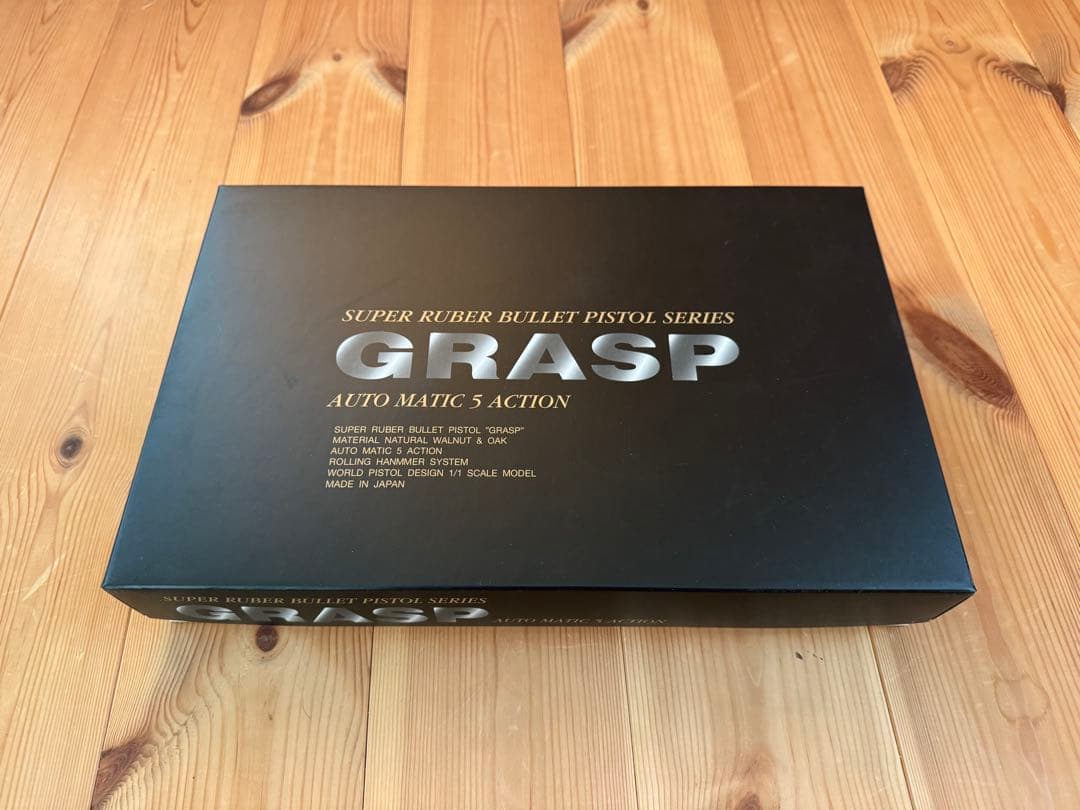 SUPER RUBER BULLET PISTOL SERIES
GRASP
AUTO MATIC 5 ACTION
SUPER RUBER BULLET PISTOL "GRASP"
MATERIAL NATURAL WALNUT & OAK
AUTO MATIC 5 ACTION
ROLLING HANMMER SYSTEM
WORLD PISTOL DESIGN 1/1 SCALE MODEL
MADE IN JAPAN
SUPER RUBER BULLET PISTOL SERIES
GRASP AUTO MATIC 5 ACTION